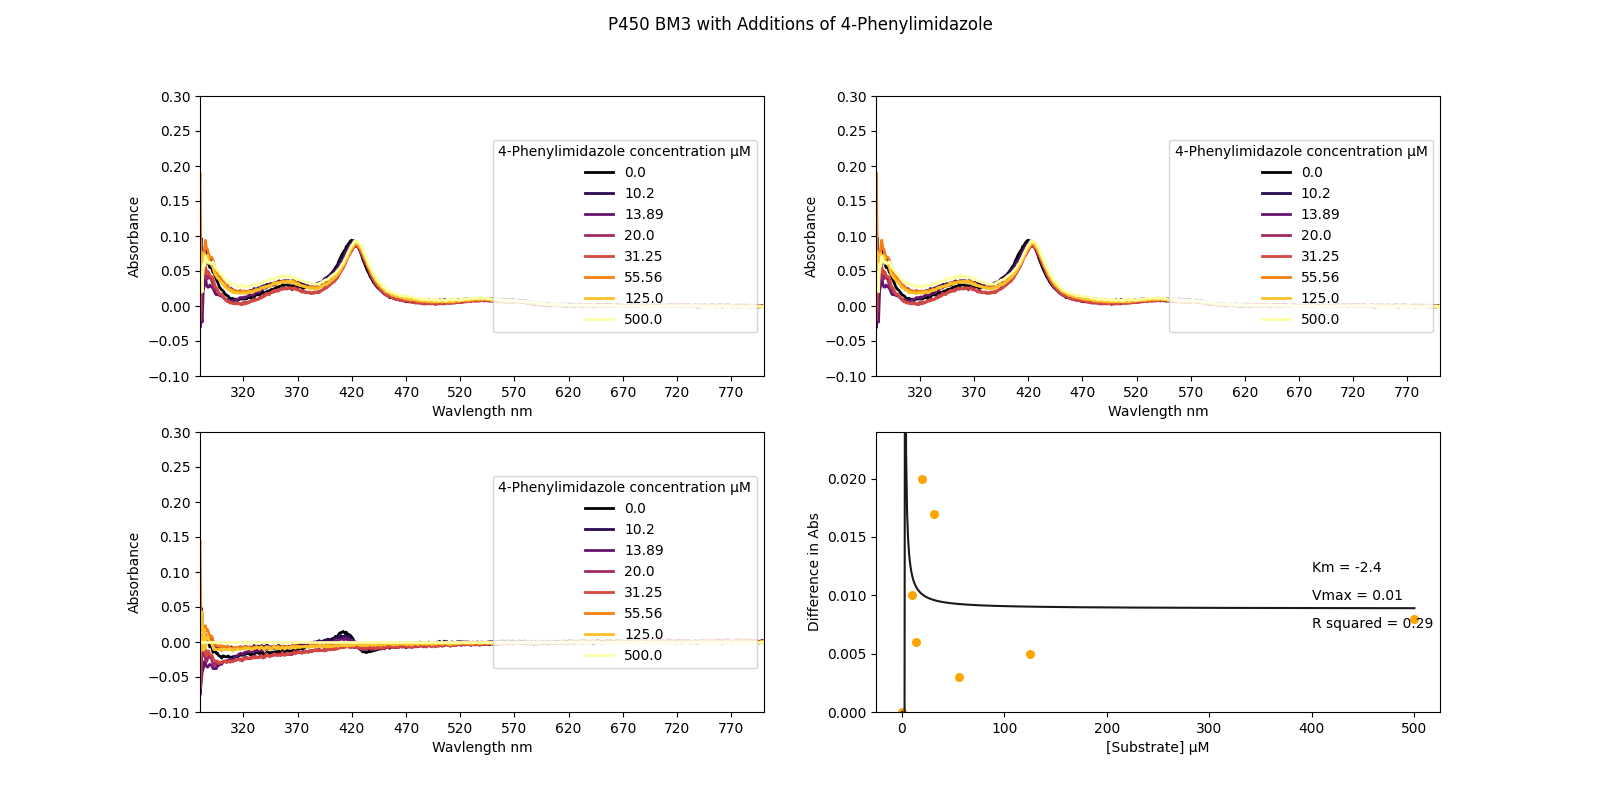 P450 BM3 with Additions of 4-Phenylimidazole
0.30
0.25
0.20
0.15
0.10
0.05
0.00
−0.05
−0.10
Absorbance
320 370 420 470 520 570 620 670 720 770
Wavlength nm
4-Phenylimidazole concentration μM
0.0
10.2
13.89
20.0
31.25
55.56
125.0
500.0
0.30
0.25
0.20
0.15
0.10
0.05
0.00
−0.05
−0.10
Absorbance
320 370 420 470 520 570 620 670 720 770
Wavlength nm
4-Phenylimidazole concentration μM
0.0
10.2
13.89
20.0
31.25
55.56
125.0
500.0
0.30
0.25
0.20
0.15
0.10
0.05
0.00
−0.05
−0.10
Absorbance
320 370 420 470 520 570 620 670 720 770
Wavlength nm
4-Phenylimidazole concentration μM
0.0
10.2
13.89
20.0
31.25
55.56
125.0
500.0
0.020
0.015
0.010
0.005
0.000
Difference in Abs
0 100 200 300 400 500
[Substrate] μM
Km = -2.4
Vmax = 0.01
R squared = 0.29